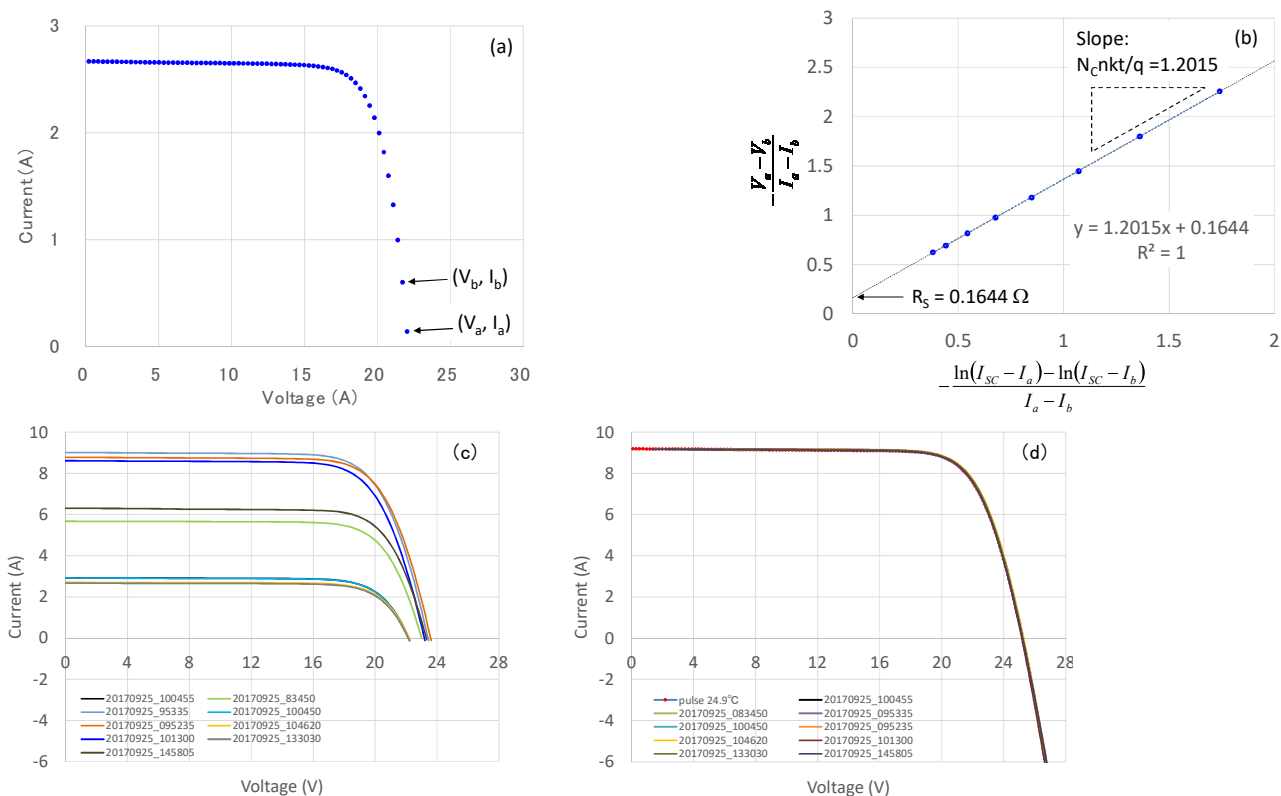 (a)
3
2
1
0
Current (A)
0 5 10 15 20 25 30
Voltage (A)
(V_b, I_b)
(V_a, I_a)
(b)
Slope:
N_Cnkt/q =1.2015
3
2.5
2
1.5
1
0.5
0
−(V_a − V_b)/(I_a − I_b)
y = 1.2015x + 0.1644
R² = 1
R_S = 0.1644 Ω
0 0.5 1 1.5 2
−(ln(I_SC − I_a) − ln(I_SC − I_b))/(I_a − I_b)
(c)
10
8
6
4
2
0
-2
-4
-6
Current (A)
0 4 8 12 16 20 24 28
20170925_100455 20170925_83450
20170925_95335 20170925_100450
20170925_095235 20170925_104620
20170925_101300 20170925_133030
20170925_145805
Voltage (V)
(d)
10
8
6
4
2
0
-2
-4
-6
Current (A)
0 4 8 12 16 20 24 28
pulse 24.9℃ 20170925_100455
20170925_083450 20170925_095335
20170925_100450 20170925_095235
20170925_104620 20170925_101300
20170925_133030 20170925_145805
Voltage (V)